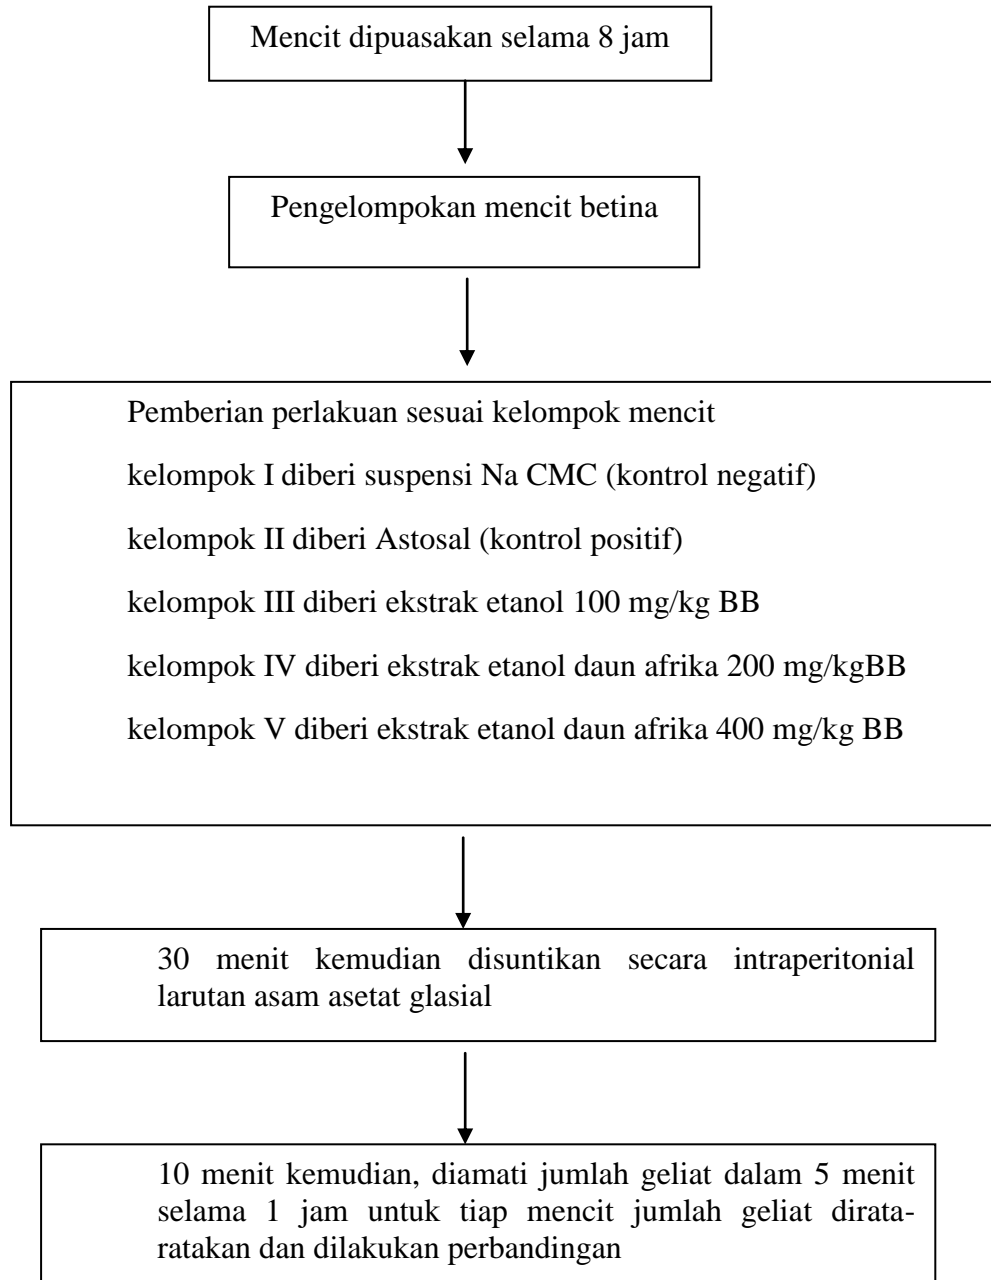 Mencit dipuasakan selama 8 jam
Pengelompokan mencit betina
Pemberian perlakuan sesuai kelompok mencit
kelompok I diberi suspensi Na CMC (kontrol negatif)
kelompok II diberi Astosal (kontrol positif)
kelompok III diberi ekstrak etanol 100 mg/kg BB
kelompok IV diberi ekstrak etanol daun afrika 200 mg/kgBB
kelompok V diberi ekstrak etanol daun afrika 400 mg/kg BB
30 menit kemudian disuntikan secara intraperitonial
larutan asam asetat glasial
10 menit kemudian, diamati jumlah geliat dalam 5 menit
selama 1 jam untuk tiap mencit jumlah geliat dirata-
ratakan dan dilakukan perbandingan